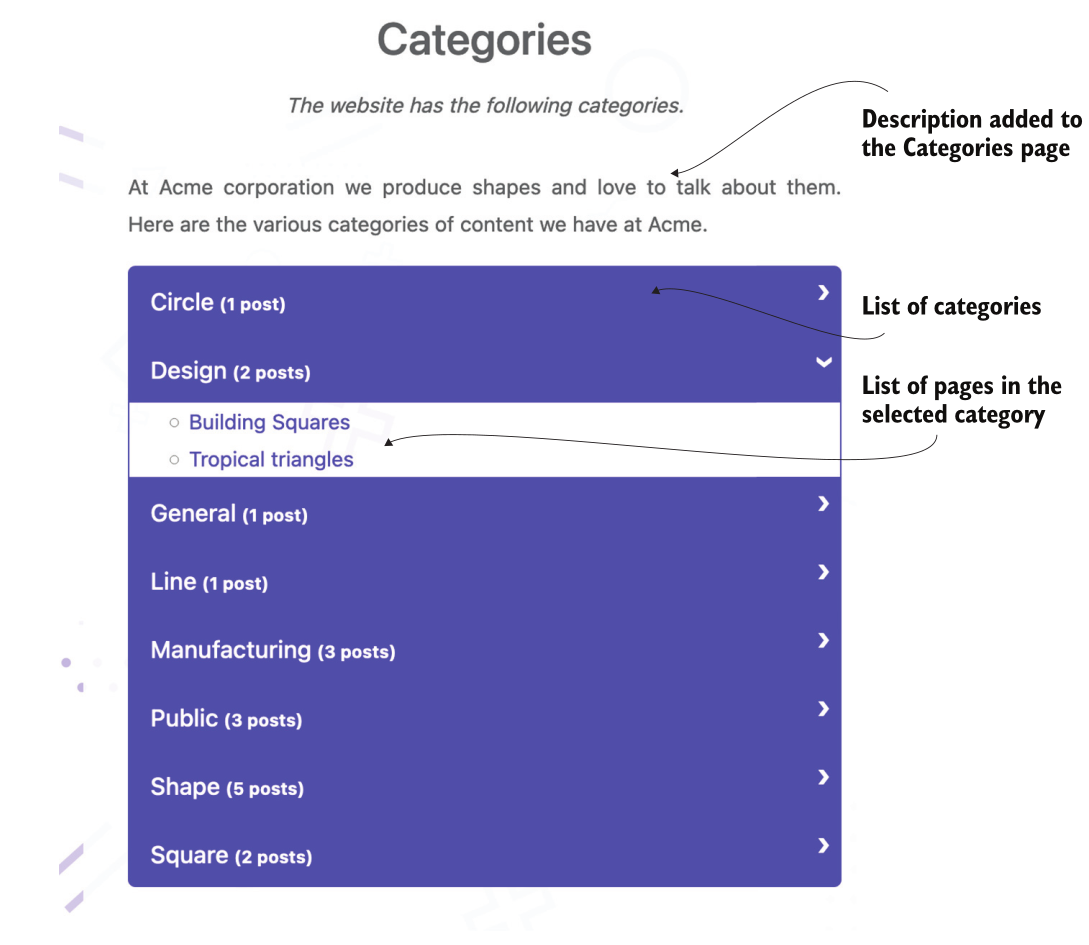 Categories
The website has the following categories.
Description added to
the Categories page
At Acme corporation we produce shapes and love to talk about them.
Here are the various categories of content we have at Acme.
Circle (1 post)
List of categories
Design (2 posts)
List of pages in the
selected category
Building Squares
Tropical triangles
General (1 post)
Line (1 post)
Manufacturing (3 posts)
Public (3 posts)
Shape (5 posts)
Square (2 posts)